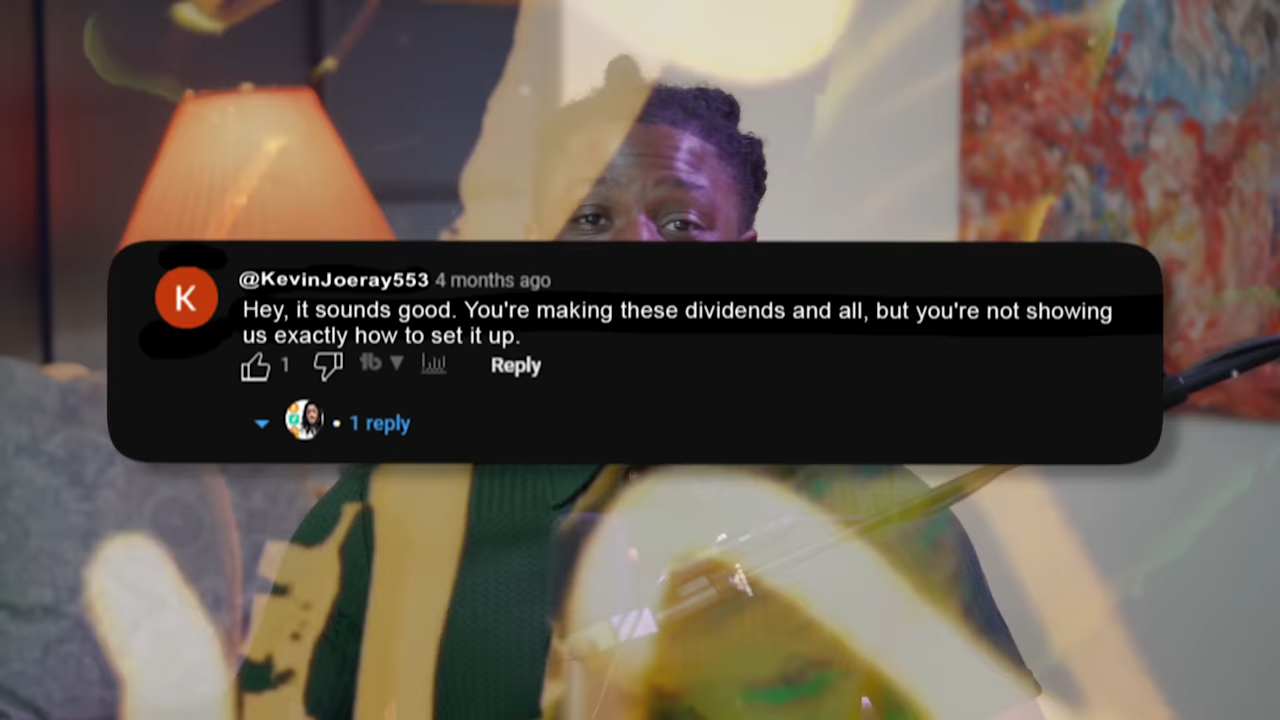 K
@KevinJoeray553 4 months ago
Hey, it sounds good. You're making these dividends and all, but you're not showing
us exactly how to set it up.
1
Reply
• 1 reply